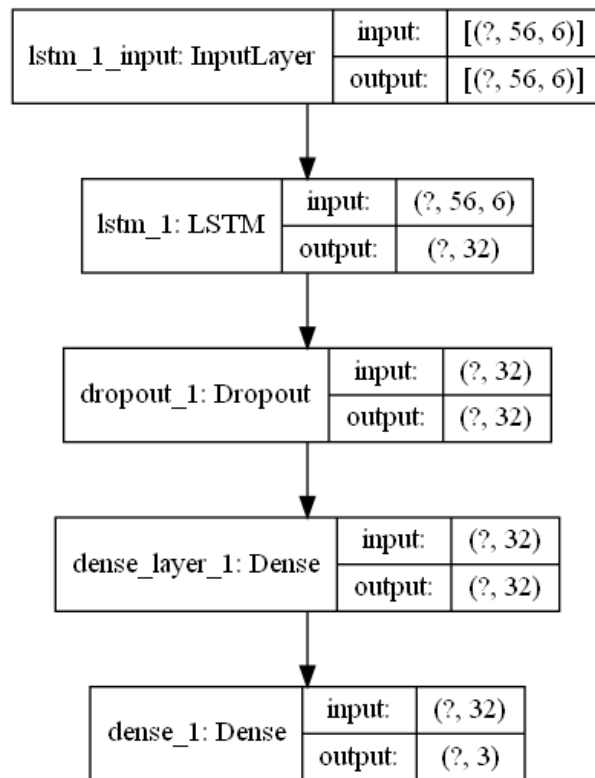 lstm_1_input: InputLayer
input: [(?, 56, 6)]
output: [(?, 56, 6)]
lstm_1: LSTM
input: (?, 56, 6)
output: (?, 32)
dropout_1: Dropout
input: (?, 32)
output: (?, 32)
dense_layer_1: Dense
input: (?, 32)
output: (?, 32)
dense_1: Dense
input: (?, 32)
output: (?, 3)